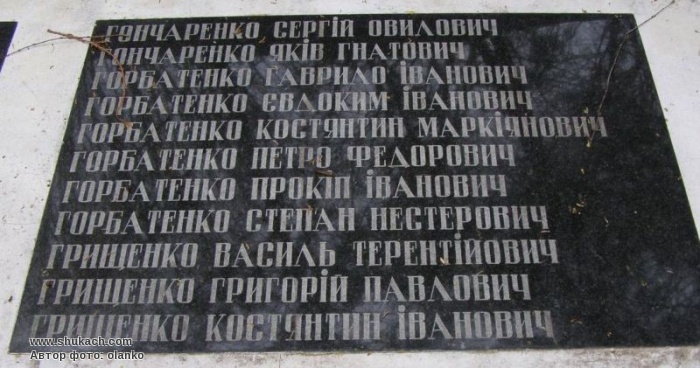 ГОНЧАРЕНКО СЕРГІЙ ОВИЛОВИЧ
ГОНЧАРЕНКО ЯКІВ ГНАТОВИЧ
ГОРБАТЕНКО ГАВРИЛО ІВАНОВИЧ
ГОРБАТЕНКО ЄВДОКИМ ІВАНОВИЧ
ГОРБАТЕНКО КОСТЯНТИН МАРКІЯНОВИЧ
ГОРБАТЕНКО ПЕТРО ФЕДОРОВИЧ
ГОРБАТЕНКО ПРОКІП ІВАНОВИЧ
ГОРБАТЕНКО СТЕПАН НЕСТЕРОВИЧ
ГРИЩЕНКО ВАСИЛЬ ТЕРЕНТІЙОВИЧ
ГРИЩЕНКО ГРИГОРІЙ ПАВЛОВИЧ
ГРИЩЕНКО КОСТЯНТИН ІВАНОВИЧ
www.shukach.com
Автор фото: olanko